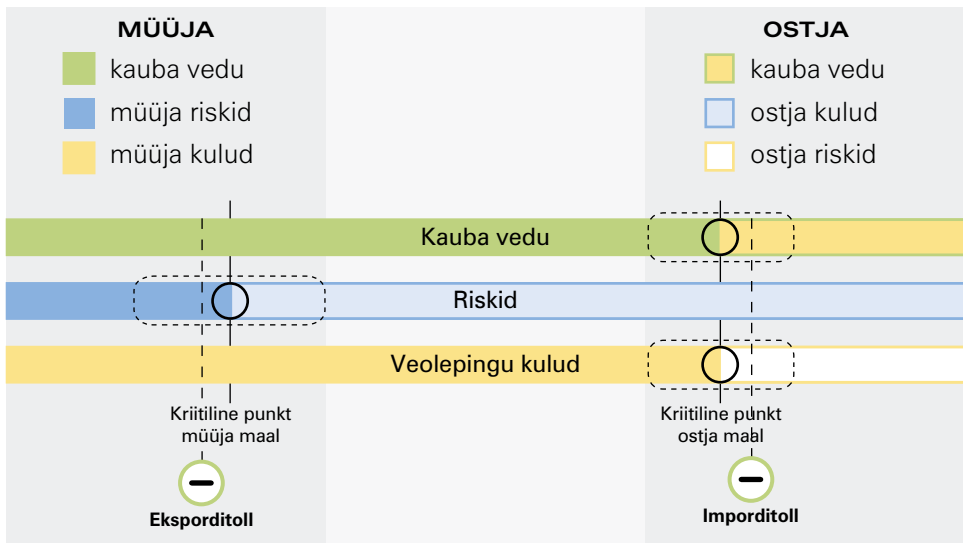 MÜÜJA
kauba vedu
müüja riskid
müüja kulud
OSTJA
kauba vedu
ostja kulud
ostja riskid
Kauba vedu
Riskid
Veolepingu kulud
Kriitiline punkt
müüja maal
Kriitiline punkt
ostja maal
Eksporditoll
Imporditoll